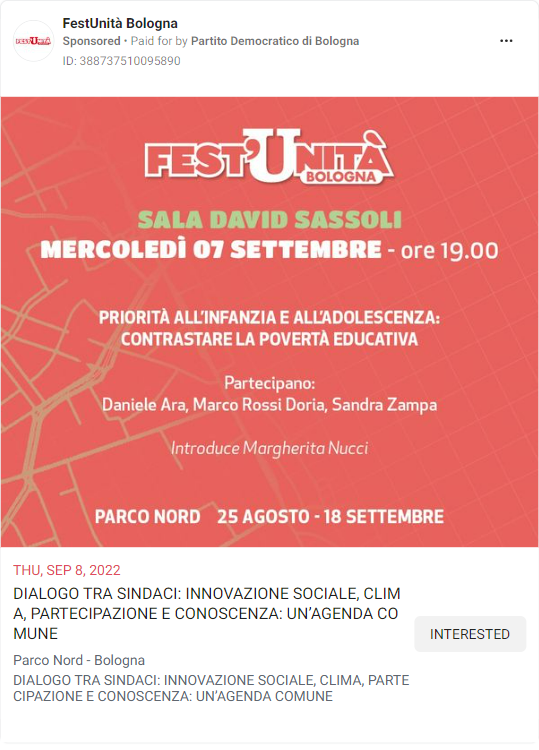 FestUnità Bologna
Sponsored • Paid for by Partito Democratico di Bologna
ID: 388737510095890
FEST'UNITÀ
FEST'UNITÀ
BOLOGNA
SALA DAVID SASSOLI
MERCOLEDÌ 07 SETTEMBRE - ore 19.00
PRIORITÀ ALL'INFANZIA E ALL'ADOLESCENZA:
CONTRASTARE LA POVERTÀ EDUCATIVA
Partecipano:
Daniele Ara, Marco Rossi Doria, Sandra Zampa
Introduce Margherita Nucci
PARCO NORD 25 AGOSTO - 18 SETTEMBRE
THU, SEP 8, 2022
DIALOGO TRA SINDACI: INNOVAZIONE SOCIALE, CLIM
A, PARTECIPAZIONE E CONOSCENZA: UN'AGENDA CO
MUNE
INTERESTED
Parco Nord - Bologna
DIALOGO TRA SINDACI: INNOVAZIONE SOCIALE, CLIMA, PARTE
CIPAZIONE E CONOSCENZA: UN'AGENDA COMUNE